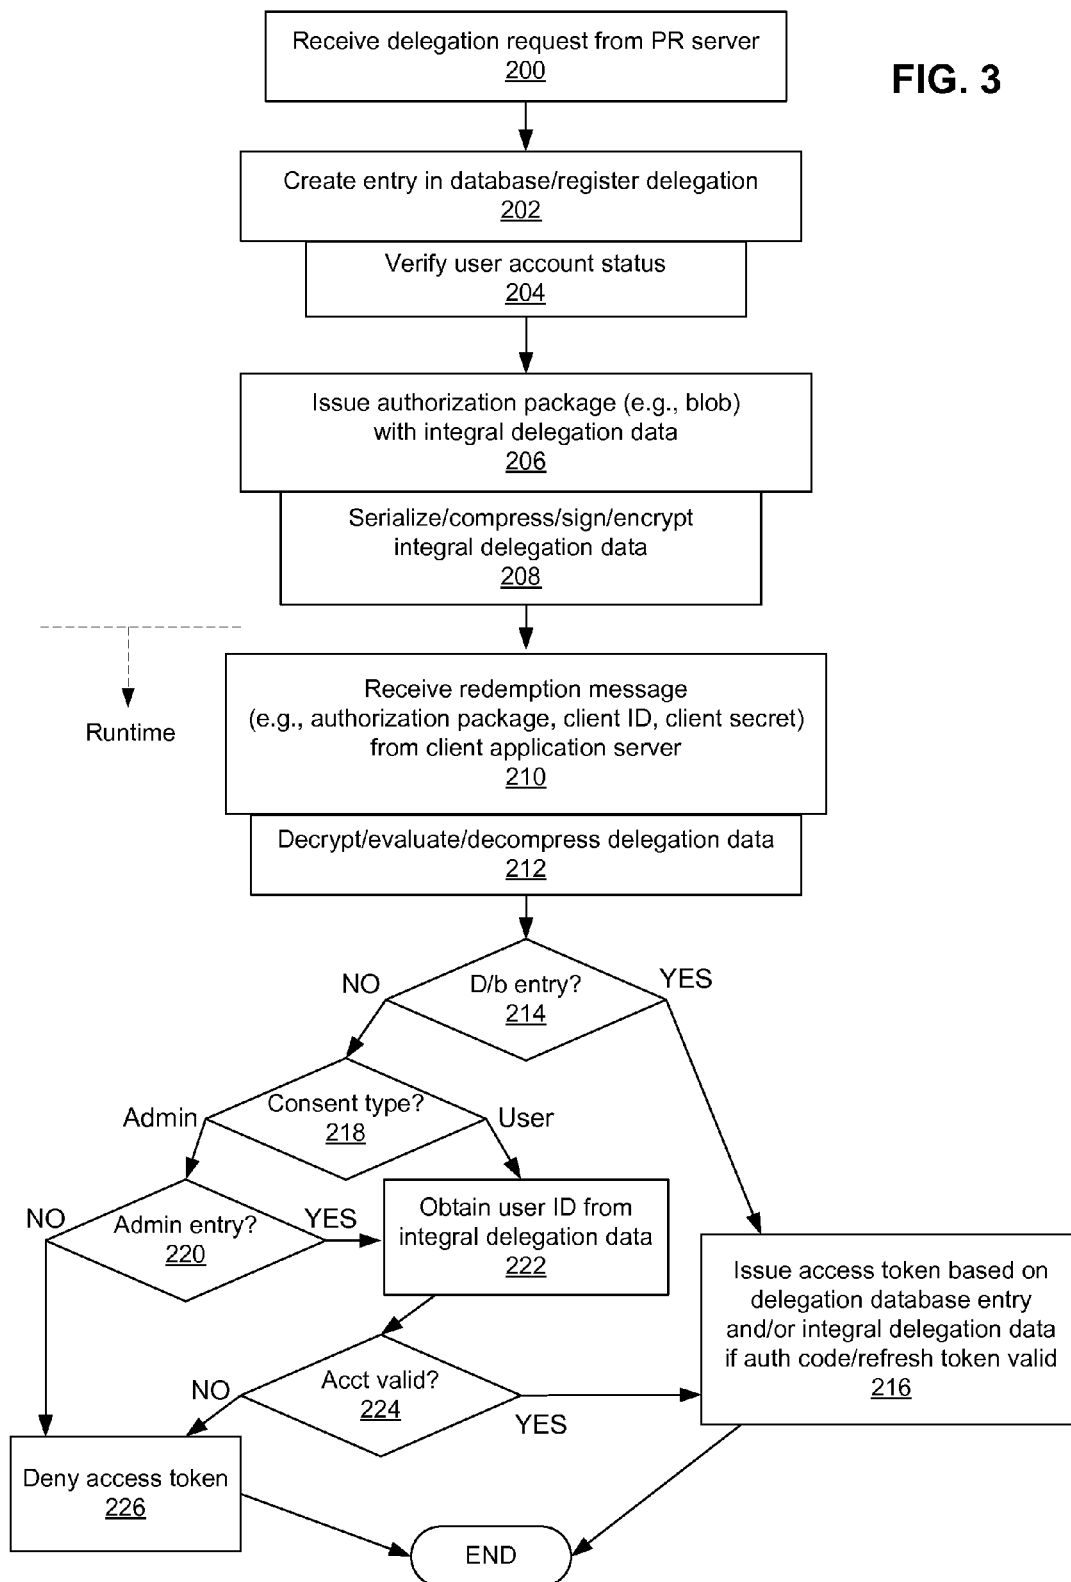 Receive delegation request from PR server
200
FIG. 3
Create entry in database/register delegation
202
Verify user account status
204
Issue authorization package (e.g., blob)
with integral delegation data
206
Serialize/compress/sign/encrypt
integral delegation data
208
Runtime
Receive redemption message
(e.g., authorization package, client ID, client secret)
from client application server
210
Decrypt/evaluate/decompress delegation data
212
NO
D/b entry?
214
YES
Admin
Consent type?
218
User
NO
Admin entry?
220
YES
Obtain user ID from
integral delegation data
222
Issue access token based on
delegation database entry
and/or integral delegation data
if auth code/refresh token valid
216
NO
Acct valid?
224
YES
Deny access token
226
END